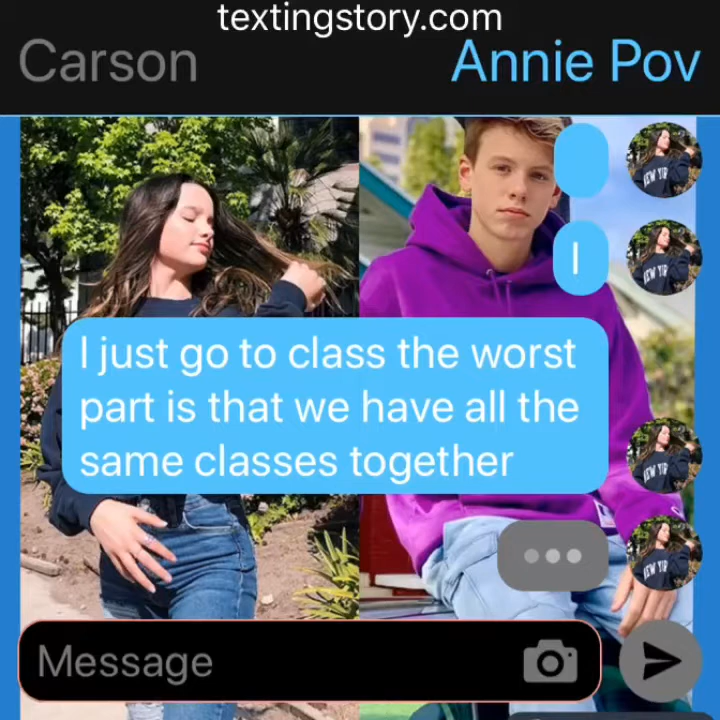 textingstory.com
Carson
Annie Pov
I
I just go to class the worst
part is that we have all the
same classes together
Message